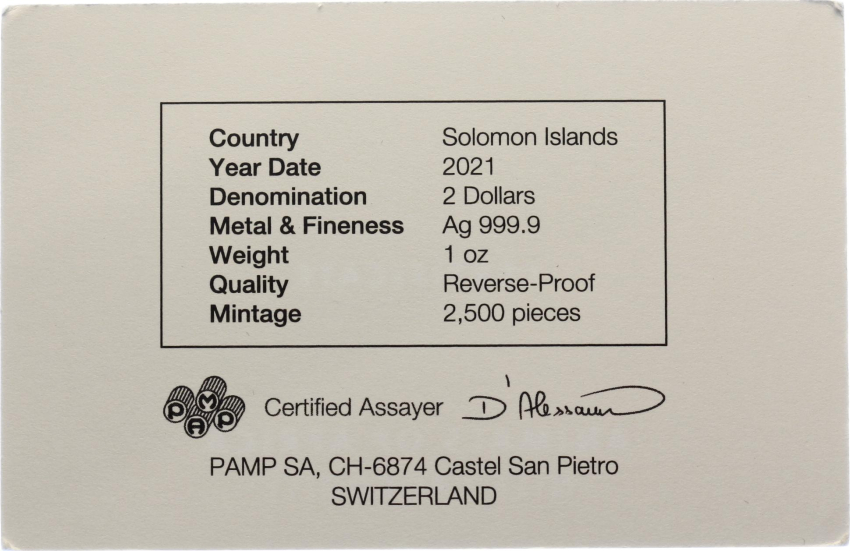 Country Solomon Islands
Year Date 2021
Denomination 2 Dollars
Metal & Fineness Ag 999.9
Weight 1 oz
Quality Reverse-Proof
Mintage 2,500 pieces
PAMP Certified Assayer
PAMP SA, CH-6874 Castel San Pietro
SWITZERLAND